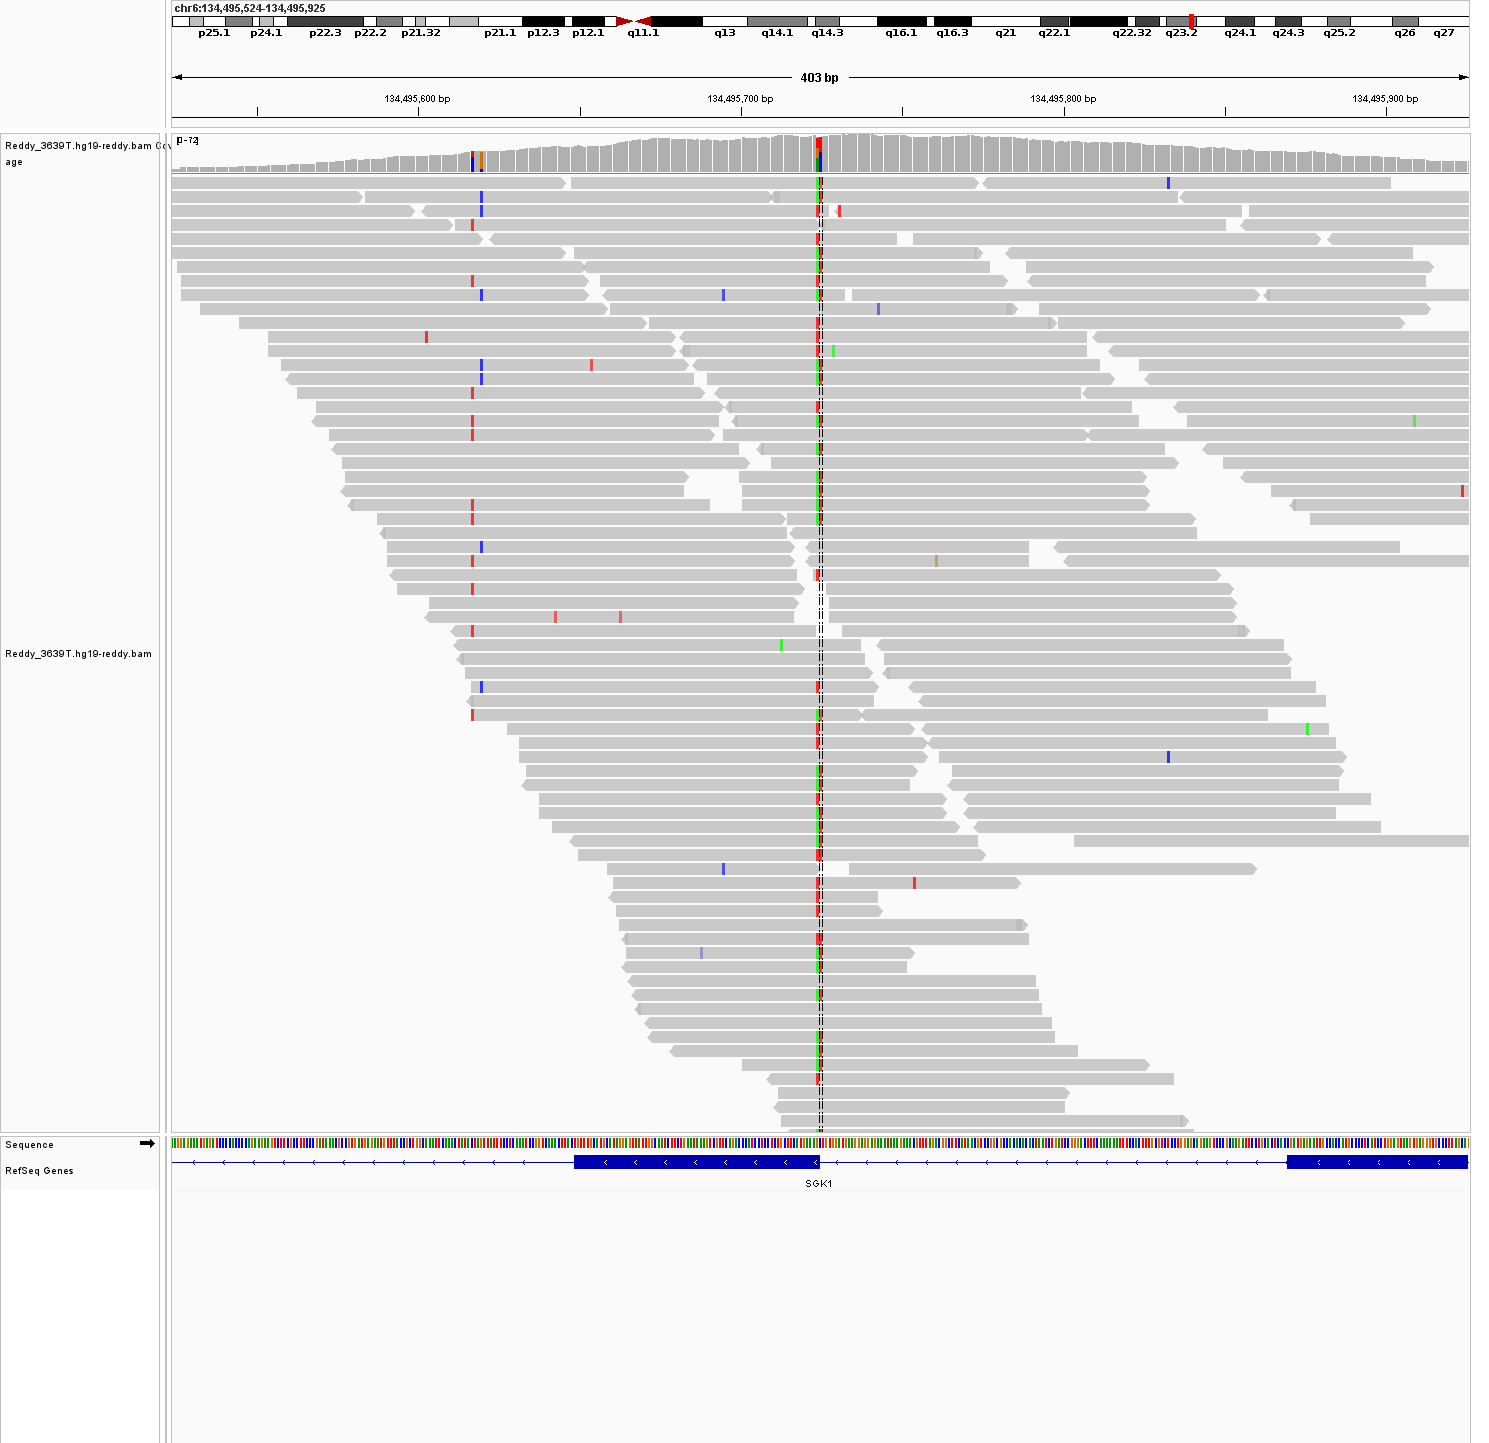 chr6:134,495,524-134,495,925
p25.1 p24.1 p22.3 p22.2 p21.32 p21.1 p12.3 p12.1 q11.1 q13 q14.1 q14.3 q16.1 q16.3 q21 q22.1 q22.32 q23.2 q24.1 q24.3 q25.2 q26 q27
403 bp
134,495,600 bp 134,495,700 bp 134,495,800 bp 134,495,900 bp
[0-72]
Reddy_3639T.hg19-reddy.bam Cov
age
Reddy_3639T.hg19-reddy.bam
Sequence
RefSeq Genes
SGK1